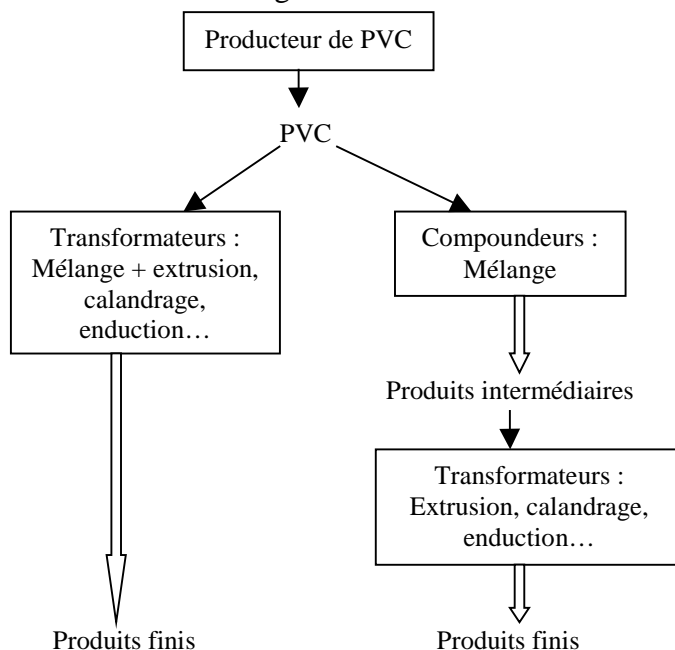 Producteur de PVC
PVC
Transformateurs :
Mélange + extrusion,
calandrage,
enduction…
Compoundeurs :
Mélange
Produits intermédiaires
Transformateurs :
Extrusion, calandrage,
enduction…
Produits finis
Produits finis